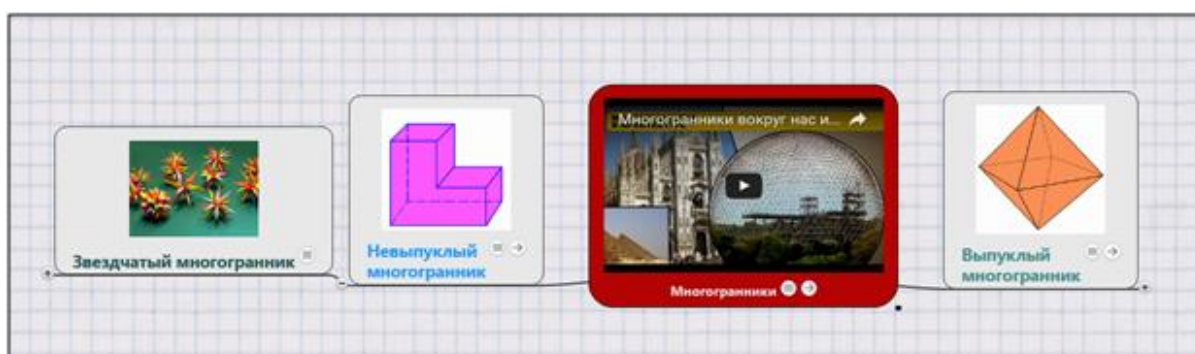 Звездчатый многогранник
Невыпуклый
многогранник
Многогранники вокруг нас и...
Многогранники
Выпуклый
многогранник